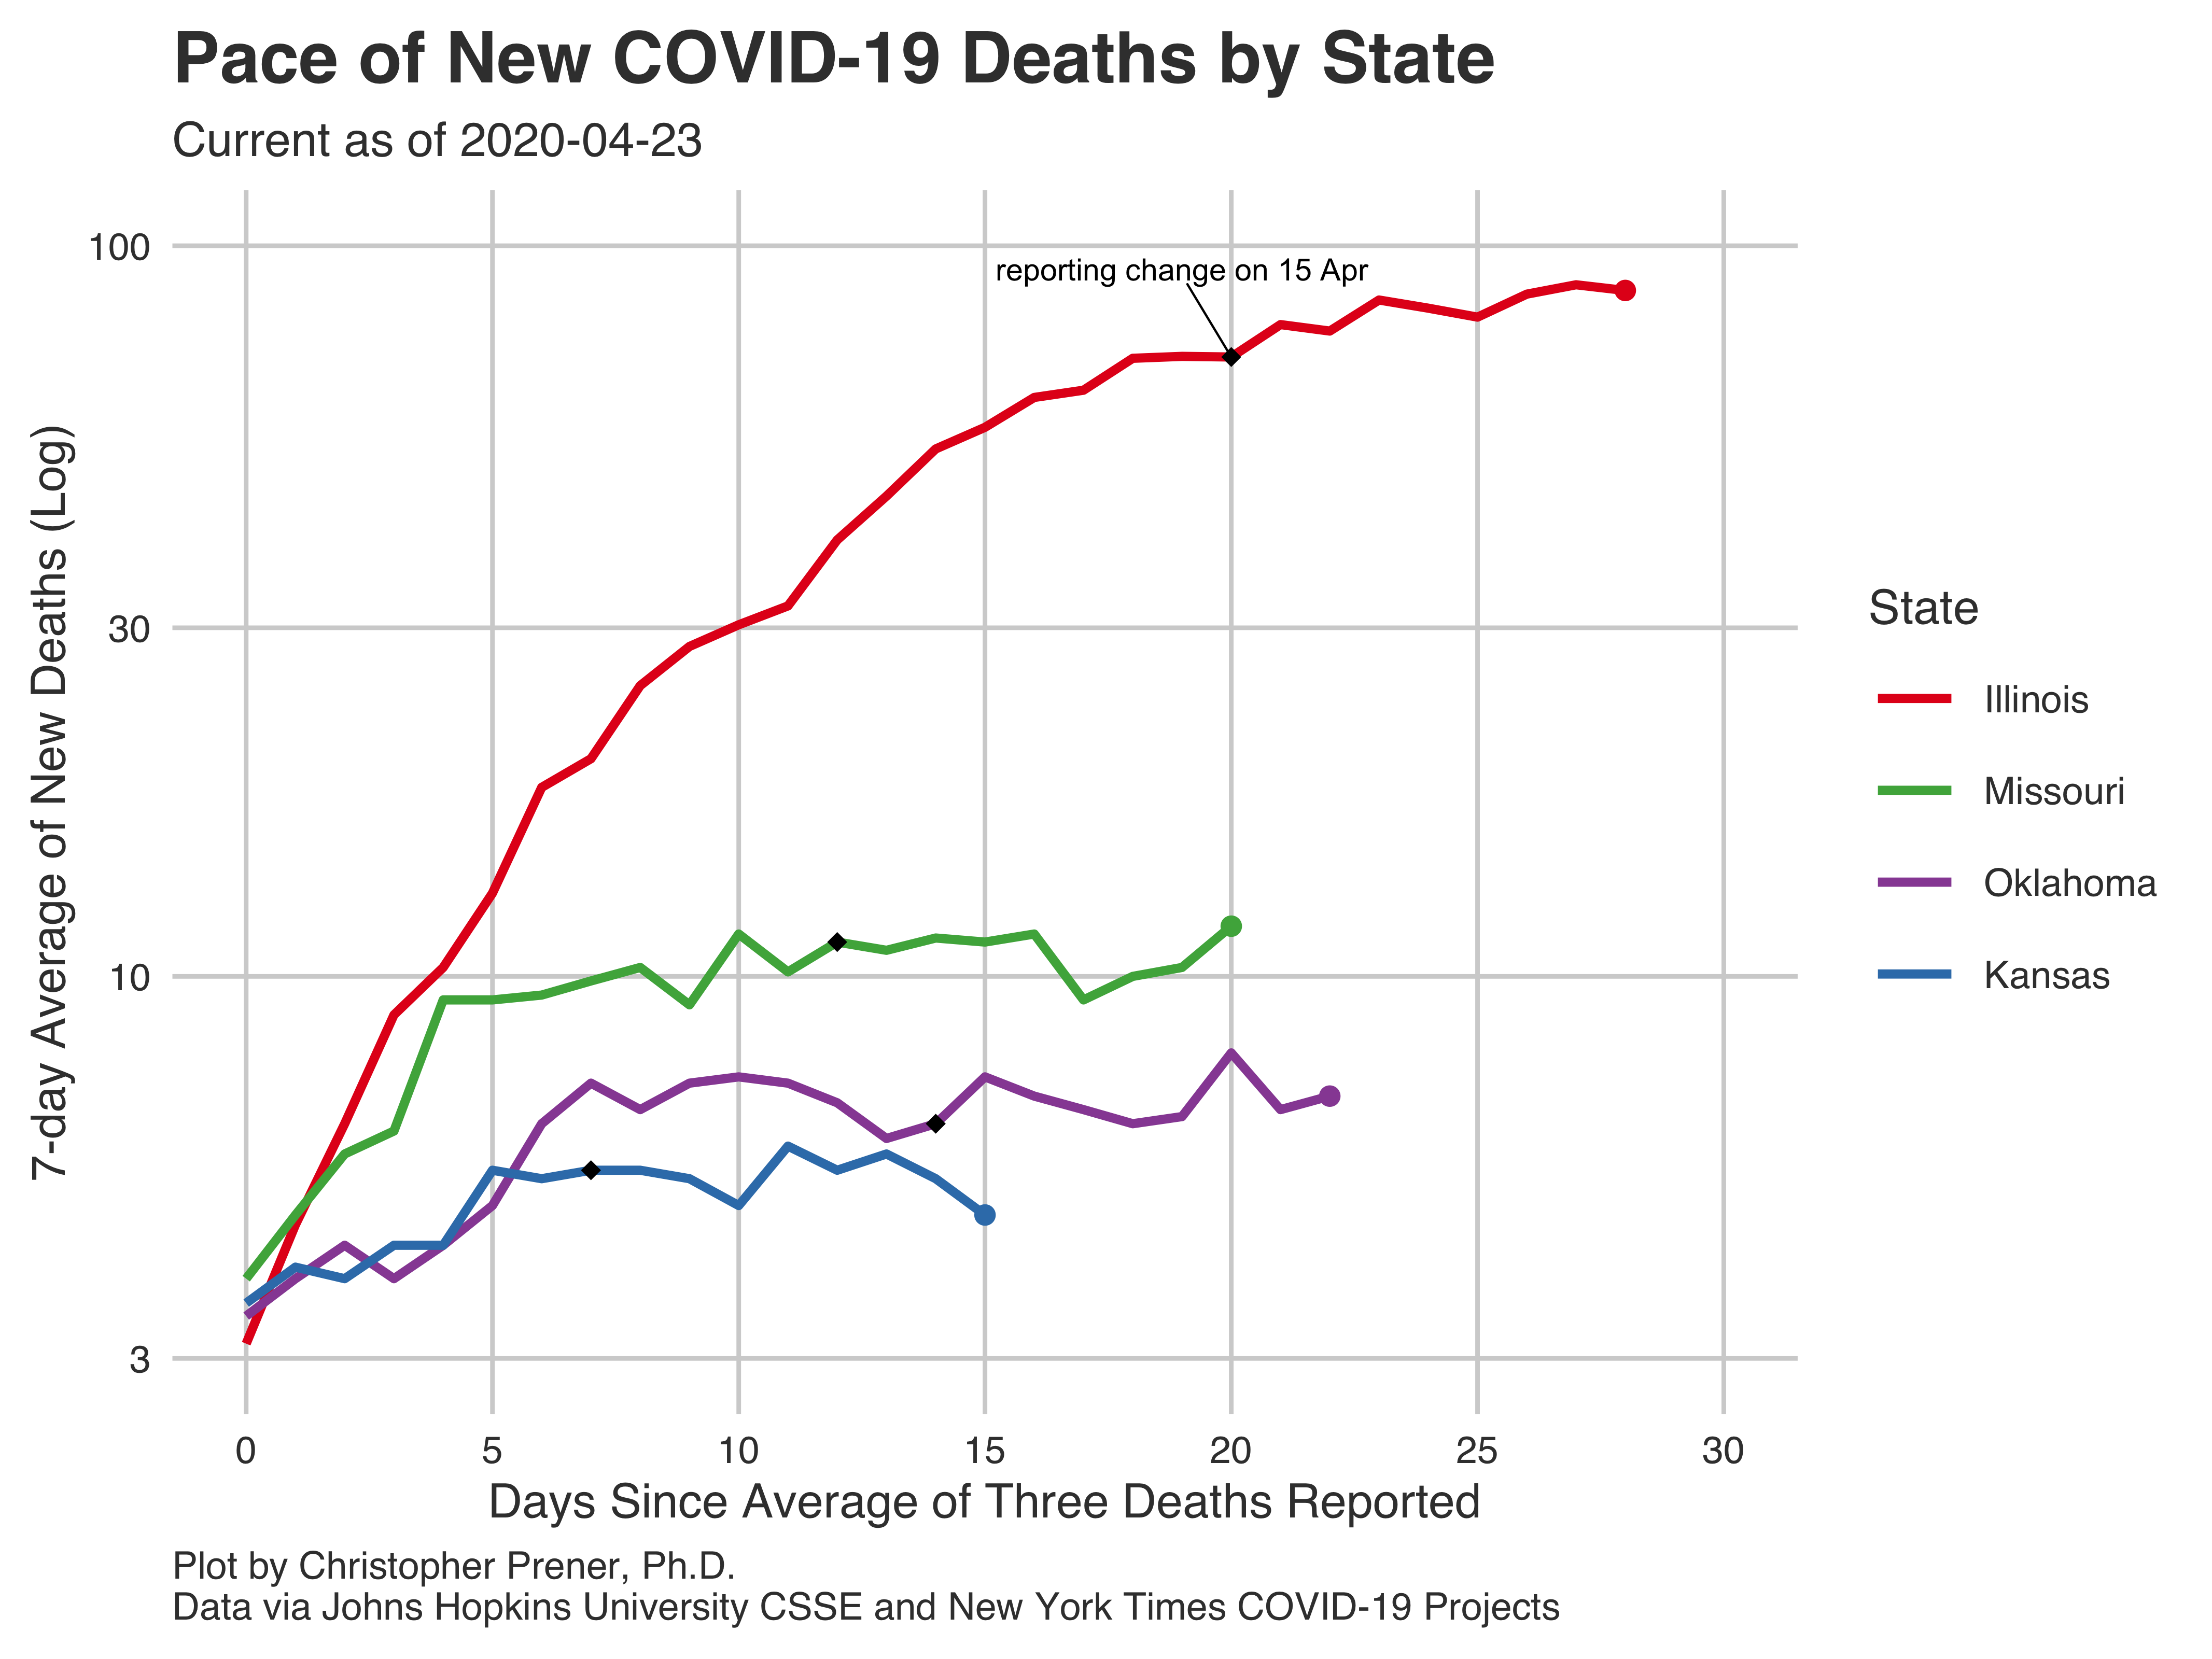 Pace of New COVID-19 Deaths by State
Current as of 2020-04-23
7-day Average of New Deaths (Log)
100
30
10
3
reporting change on 15 Apr
State
Illinois
Missouri
Oklahoma
Kansas
0 5 10 15 20 25 30
Days Since Average of Three Deaths Reported
Plot by Christopher Prener, Ph.D.
Data via Johns Hopkins University CSSE and New York Times COVID-19 Projects